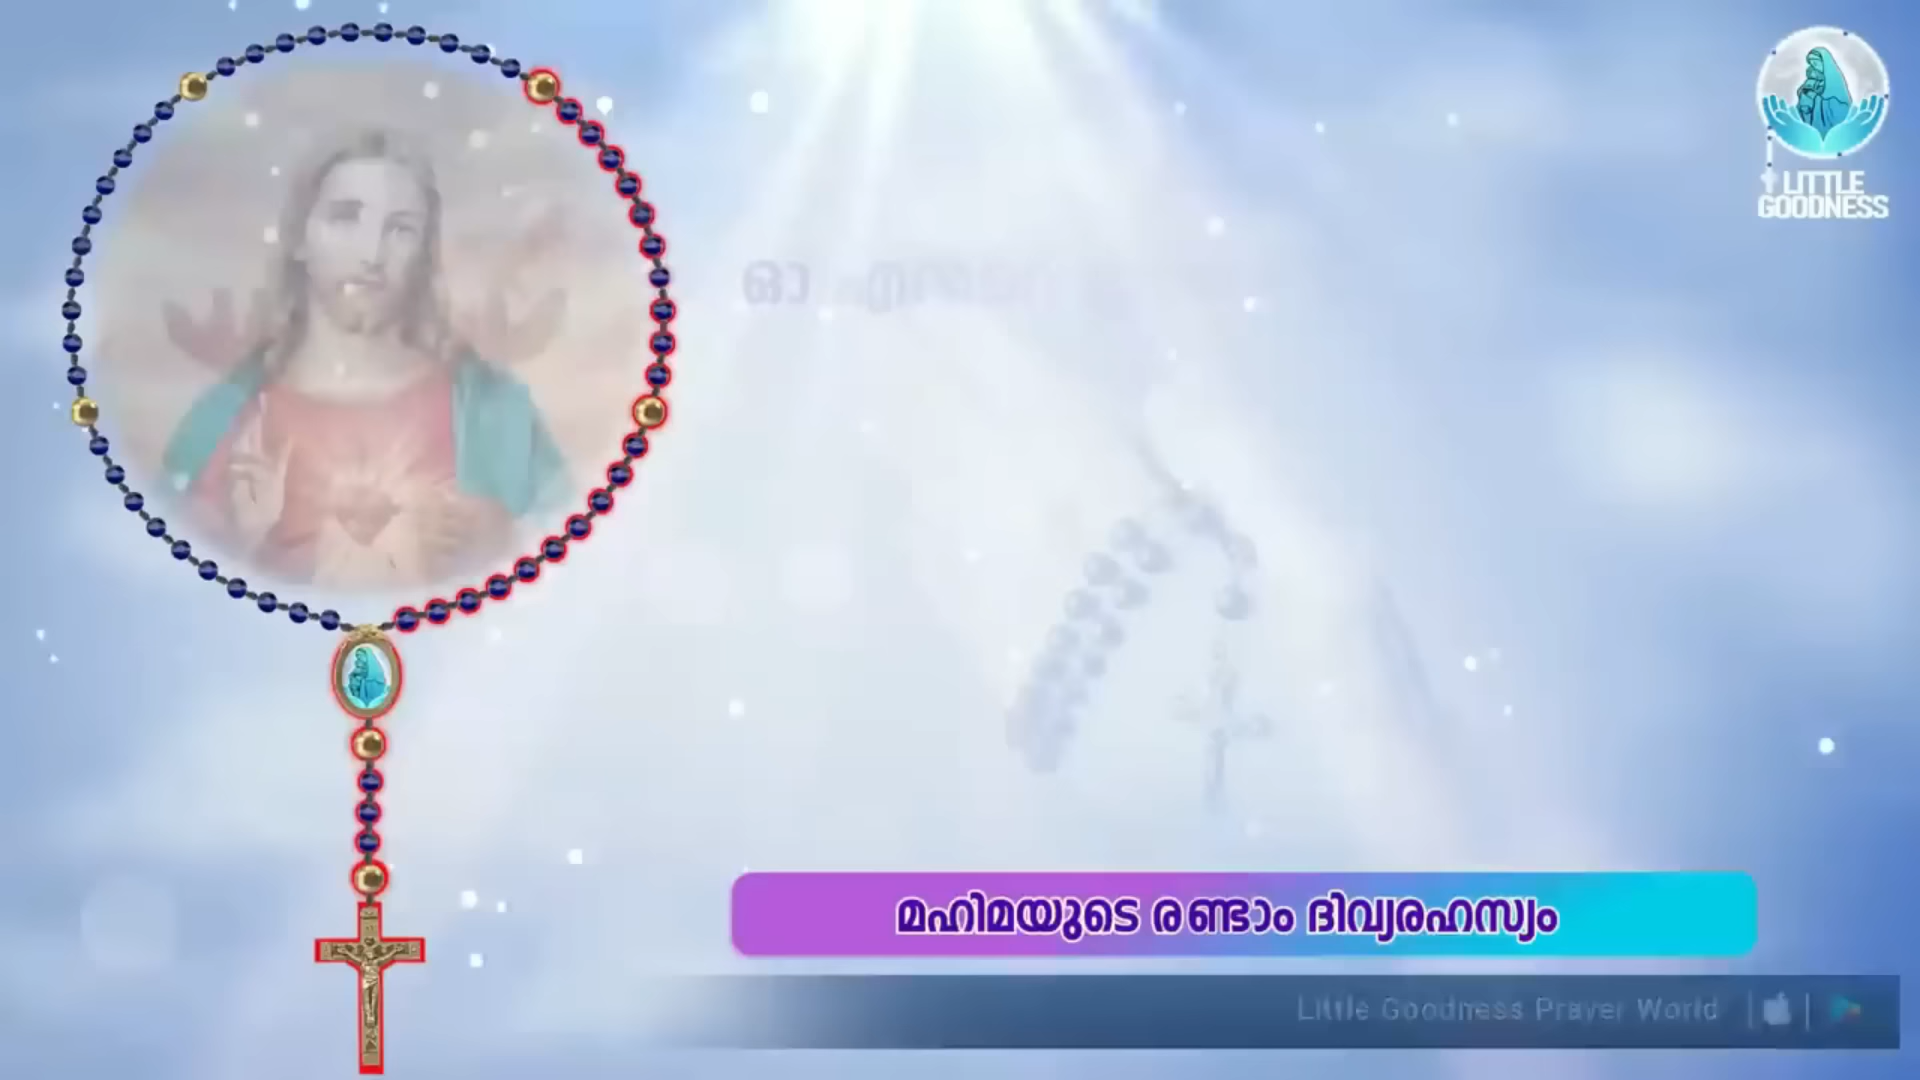 LITTLE
GOODNESS
ഓ
മഹിമയുടെ രണ്ടാം ദിവ്യരഹസ്യം
Little Goodness Prayer World